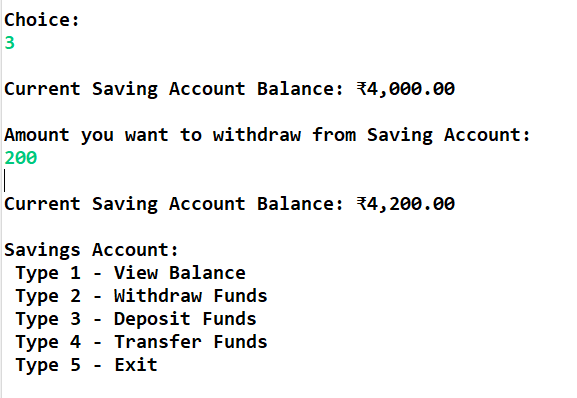 Choice:
3
Current Saving Account Balance: ₹4,000.00
Amount you want to withdraw from Saving Account:
200
Current Saving Account Balance: ₹4,200.00
Savings Account:
Type 1 - View Balance
Type 2 - Withdraw Funds
Type 3 - Deposit Funds
Type 4 - Transfer Funds
Type 5 - Exit